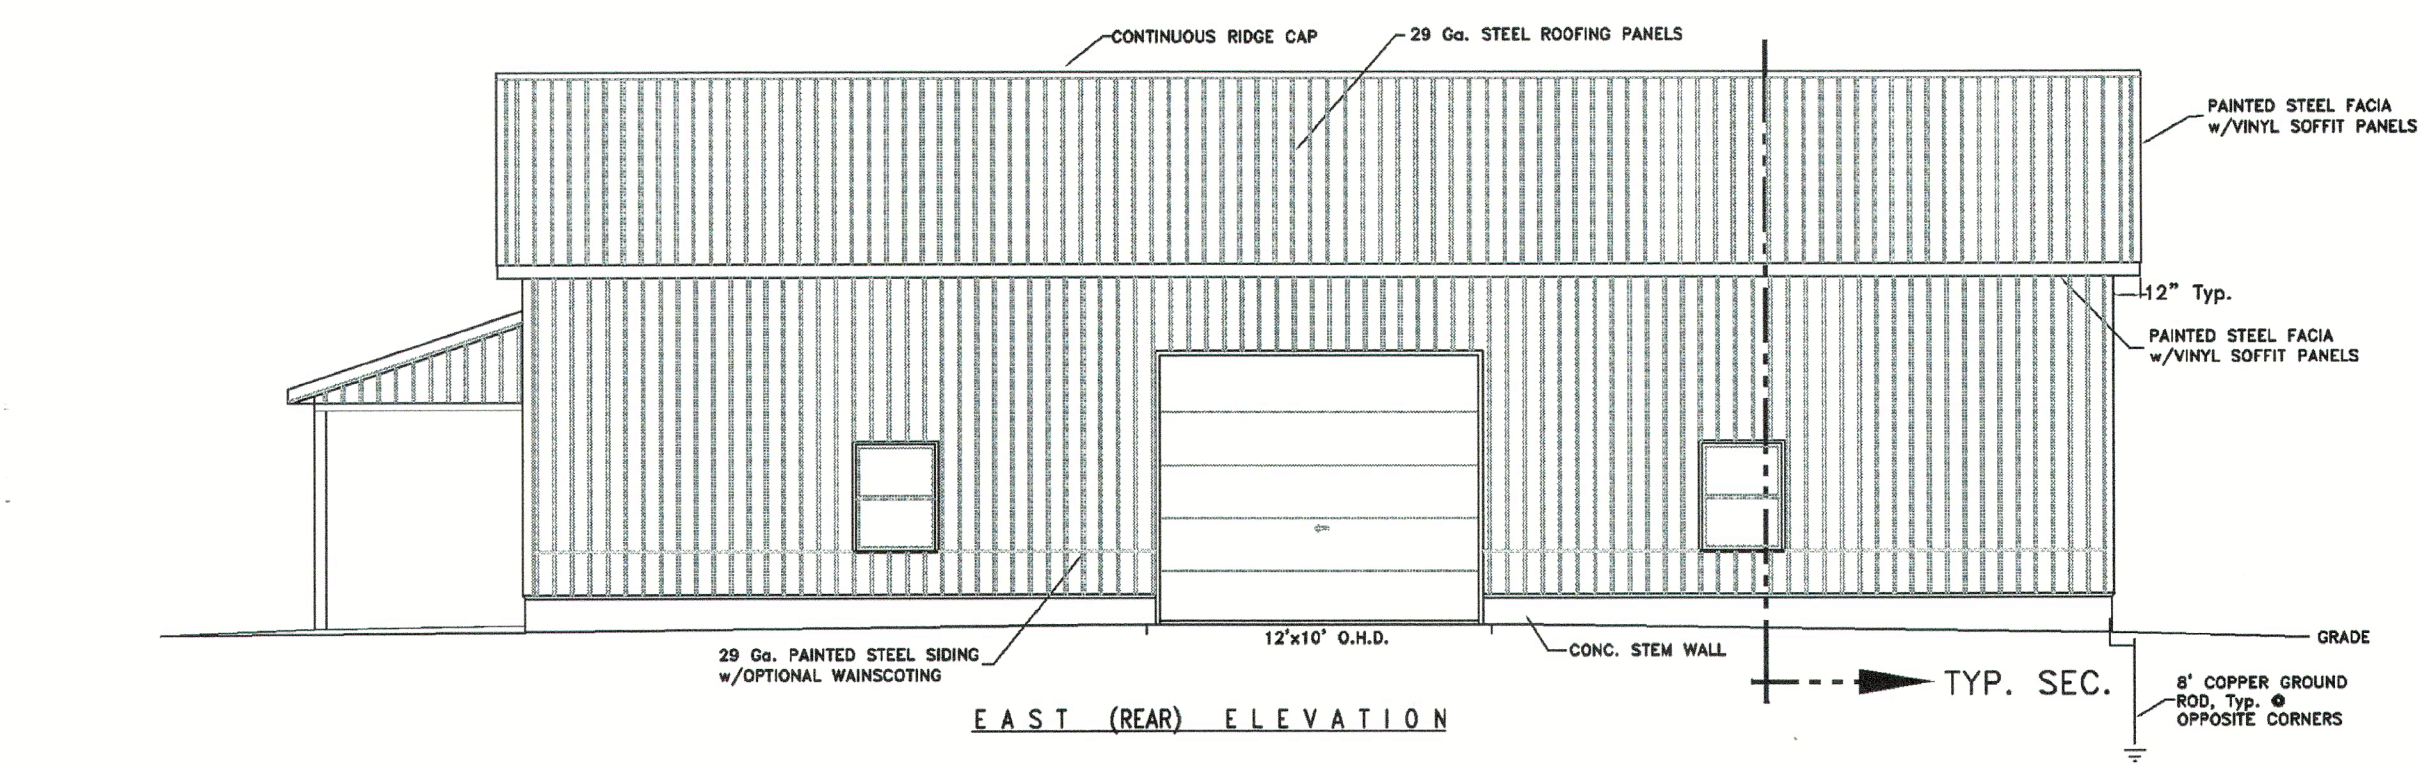 CONTINUOUS RIDGE CAP
29 Ga. STEEL ROOFING PANELS
PAINTED STEEL FACIA
w/VINYL SOFFIT PANELS
12" Typ.
PAINTED STEEL FACIA
w/VINYL SOFFIT PANELS
12'x10' O.H.D.
GRADE
29 Ga. PAINTED STEEL SIDING
w/OPTIONAL WAINSCOTING
CONC. STEM WALL
TYP. SEC.
8' COPPER GROUND
ROD, Typ. @
OPPOSITE CORNERS
EAST (REAR) ELEVATION